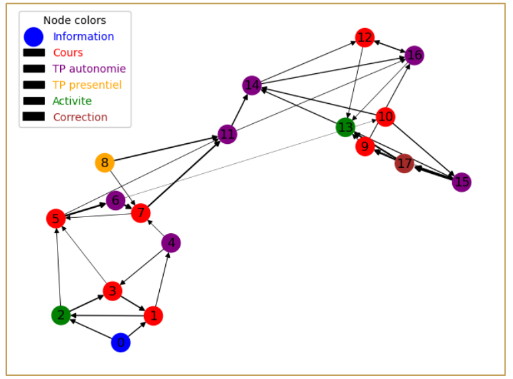 Node colors
Information
Cours
TP autonomie
TP presentiel
Activite
Correction
12
16
14
13
10
11
9
17
8
15
6
5
7
4
3
2
1
0